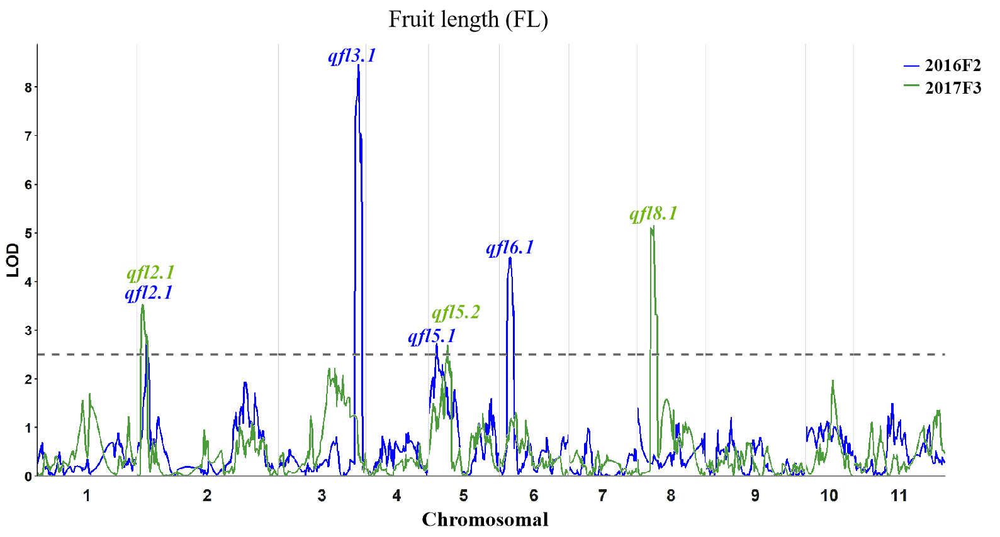 Fruit length (FL)
qfl3.1
2016F2
2017F3
8
7
6
qfl8.1
5
qfl6.1
LOD
qfl2.1
4
qfl2.1
qfl5.2
3
qfl5.1
2
1
0
1 2 3 4 5 6 7 8 9 10 11
Chromosomal